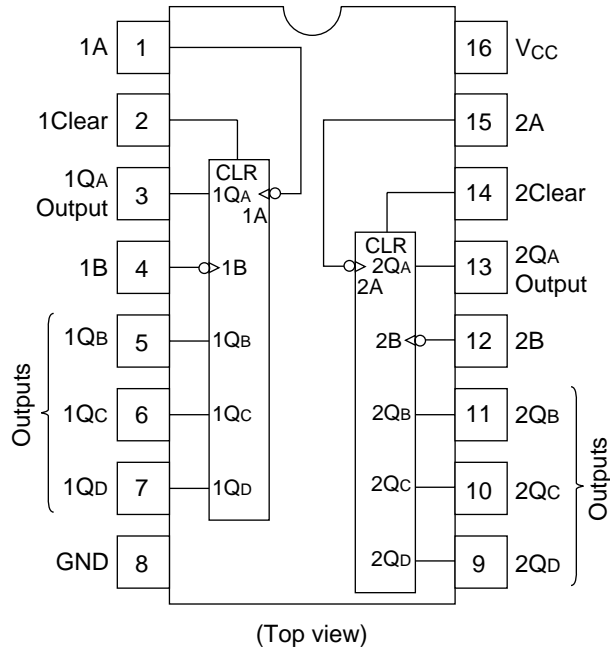 1A 1 16 VCC
1Clear 2 15 2A
CLR
1QA
Output 3 1QA 1A 14 2Clear
CLR
1B 4 1B 2QA 13 2QA
Output
2A
2B 12 2B
1QB 5 1QB
2QB 11 2QB
Outputs
1QC 6 1QC
Outputs
2QC 10 2QC
1QD 7 1QD
GND 8 2QD 9 2QD
(Top view)